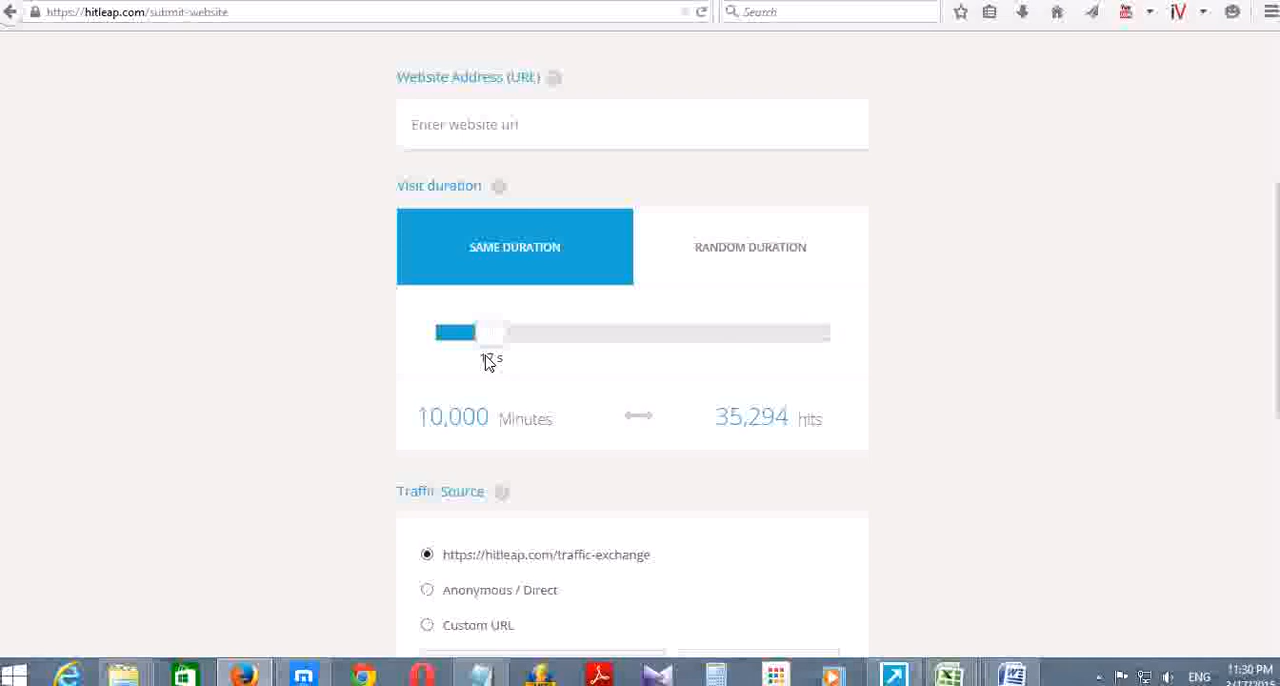 https://hitleap.com/submit-website
Search
Website Address (URL)
Enter website url
Visit duration
SAME DURATION
RANDOM DURATION
17 s
10,000 Minutes
35,294 hits
Traffic Source
https://hitleap.com/traffic-exchange
Anonymous / Direct
Custom URL
ENG
11:30 PM